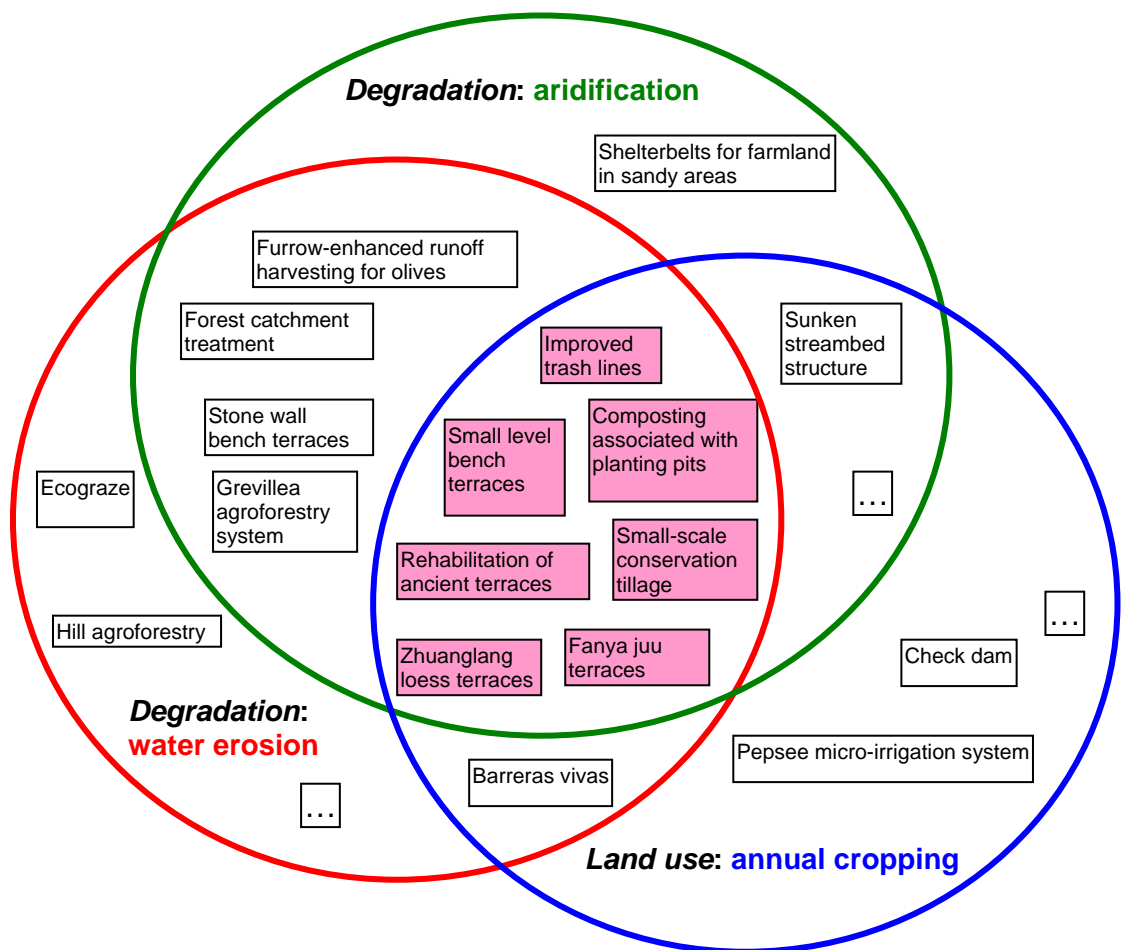 Degradation: aridification
Shelterbelts for farmland
in sandy areas
Furrow-enhanced runoff
harvesting for olives
Forest catchment
treatment
Improved
trash lines
Sunken
streambed
structure
Stone wall
bench terraces
Small level
bench
terraces
Composting
associated with
planting pits
Ecograze
Grevillea
agroforestry
system
...
Rehabilitation of
ancient terraces
Small-scale
conservation
tillage
Hill agroforestry
...
Zhuanglang
loess terraces
Fanya juu
terraces
Check dam
Degradation:
water erosion
Pepsee micro-irrigation system
Barreras vivas
...
Land use: annual cropping